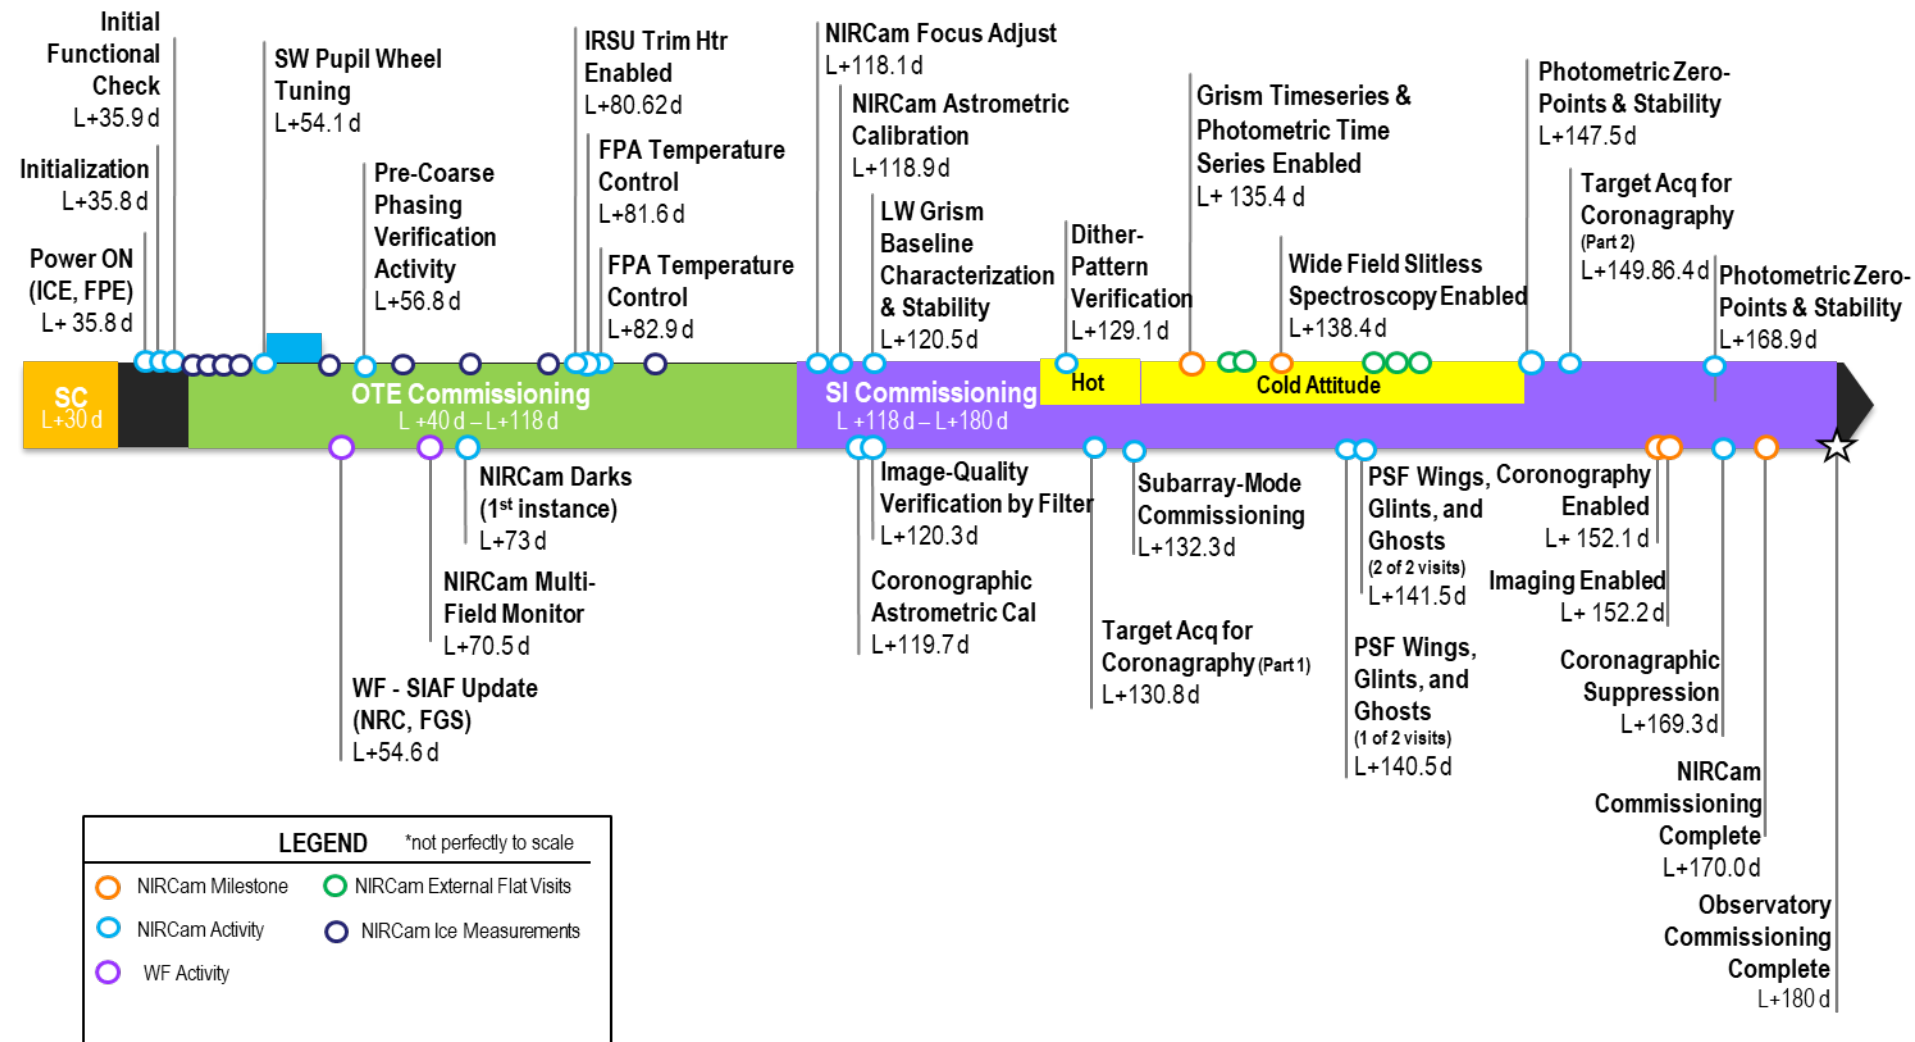 Initial
Functional
Check
L+35.9 d
Initialization
L+35.8 d
Power ON
(ICE, FPE)
L+ 35.8 d
SW Pupil Wheel
Tuning
L+54.1 d
Pre-Coarse
Phasing
Verification
Activity
L+56.8 d
IRSU Trim Htr
Enabled
L+80.62d
FPA Temperature
Control
L+81.6 d
FPA Temperature
Control
L+82.9 d
NIRCam Focus Adjust
L+118.1 d
NIRCam Astrometric
Calibration
L+118.9 d
LW Grism
Baseline
Characterization
& Stability
L+120.5 d
Dither-
Pattern
Verification
L+129.1 d
Grism Timeseries &
Photometric Time
Series Enabled
L+ 135.4 d
Wide Field Slitless
Spectroscopy Enabled
L+138.4 d
Photometric Zero-
Points & Stability
L+147.5 d
Target Acq for
Coronagraphy
(Part 2)
L+149.86.4 d
Photometric Zero-
Points & Stability
L+168.9 d
SC
L+30 d
OTE Commissioning
L +40 d – L+118 d
SI Commissioning
L +118 d – L+180 d
Hot
Cold Attitude
NIRCam Darks
(1st instance)
L+73 d
NIRCam Multi-
Field Monitor
L+70.5 d
WF - SIAF Update
(NRC, FGS)
L+54.6 d
Image-Quality
Verification by Filter
L+120.3 d
Coronographic
Astrometric Cal
L+119.7 d
Target Acq for
Coronagraphy (Part 1)
L+130.8 d
Subarray-Mode
Commissioning
L+132.3 d
PSF Wings,
Glints, and
Ghosts
(2 of 2 visits)
L+141.5 d
PSF Wings,
Glints, and
Ghosts
(1 of 2 visits)
L+140.5 d
Coronography
Enabled
L+ 152.1 d
Imaging Enabled
L+ 152.2 d
Coronagraphic
Suppression
L+169.3 d
NIRCam
Commissioning
Complete
L+170.0 d
Observatory
Commissioning
Complete
L+180 d
LEGEND *not perfectly to scale
NIRCam Milestone
NIRCam External Flat Visits
NIRCam Activity
NIRCam Ice Measurements
WF Activity